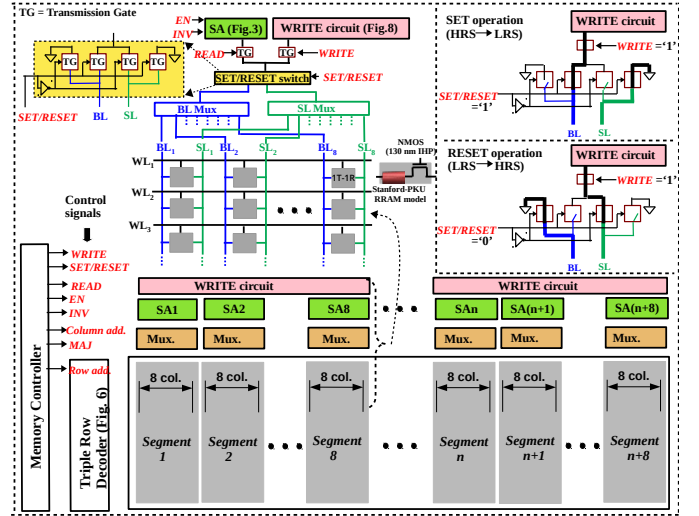 TG = Transmission Gate
EN
INV
SA (Fig.3)
WRITE circuit (Fig.8)
READ
TG
TG
WRITE
TG
TG
TG
TG
SET/RESET switch
SET/RESET
SET/RESET
BL
SL
BL Mux
SL Mux
BL1
SL1
BL2
SL2
BL8
SL8
WL1
WL2
WL3
1T-1R
NMOS
(130 nm IHP)
Stanford-PKU
RRAM model
SET operation
(HRS→LRS)
WRITE circuit
WRITE ='1'
SET/RESET
='1'
BL
SL
RESET operation
(LRS→HRS)
WRITE circuit
WRITE ='1'
SET/RESET
='0'
BL
SL
Control
signals
WRITE
SET/RESET
READ
EN
INV
Column add.
MAJ
Row add.
Memory Controller
Triple Row
Decoder (Fig. 6)
WRITE circuit
WRITE circuit
SA1
SA2
SA8
SAn
SA(n+1)
SA(n+8)
Mux.
Mux.
Mux.
Mux.
Mux.
Mux.
8 col.
8 col.
8 col.
8 col.
8 col.
8 col.
Segment
1
Segment
2
Segment
8
Segment
n
Segment
n+1
Segment
n+8